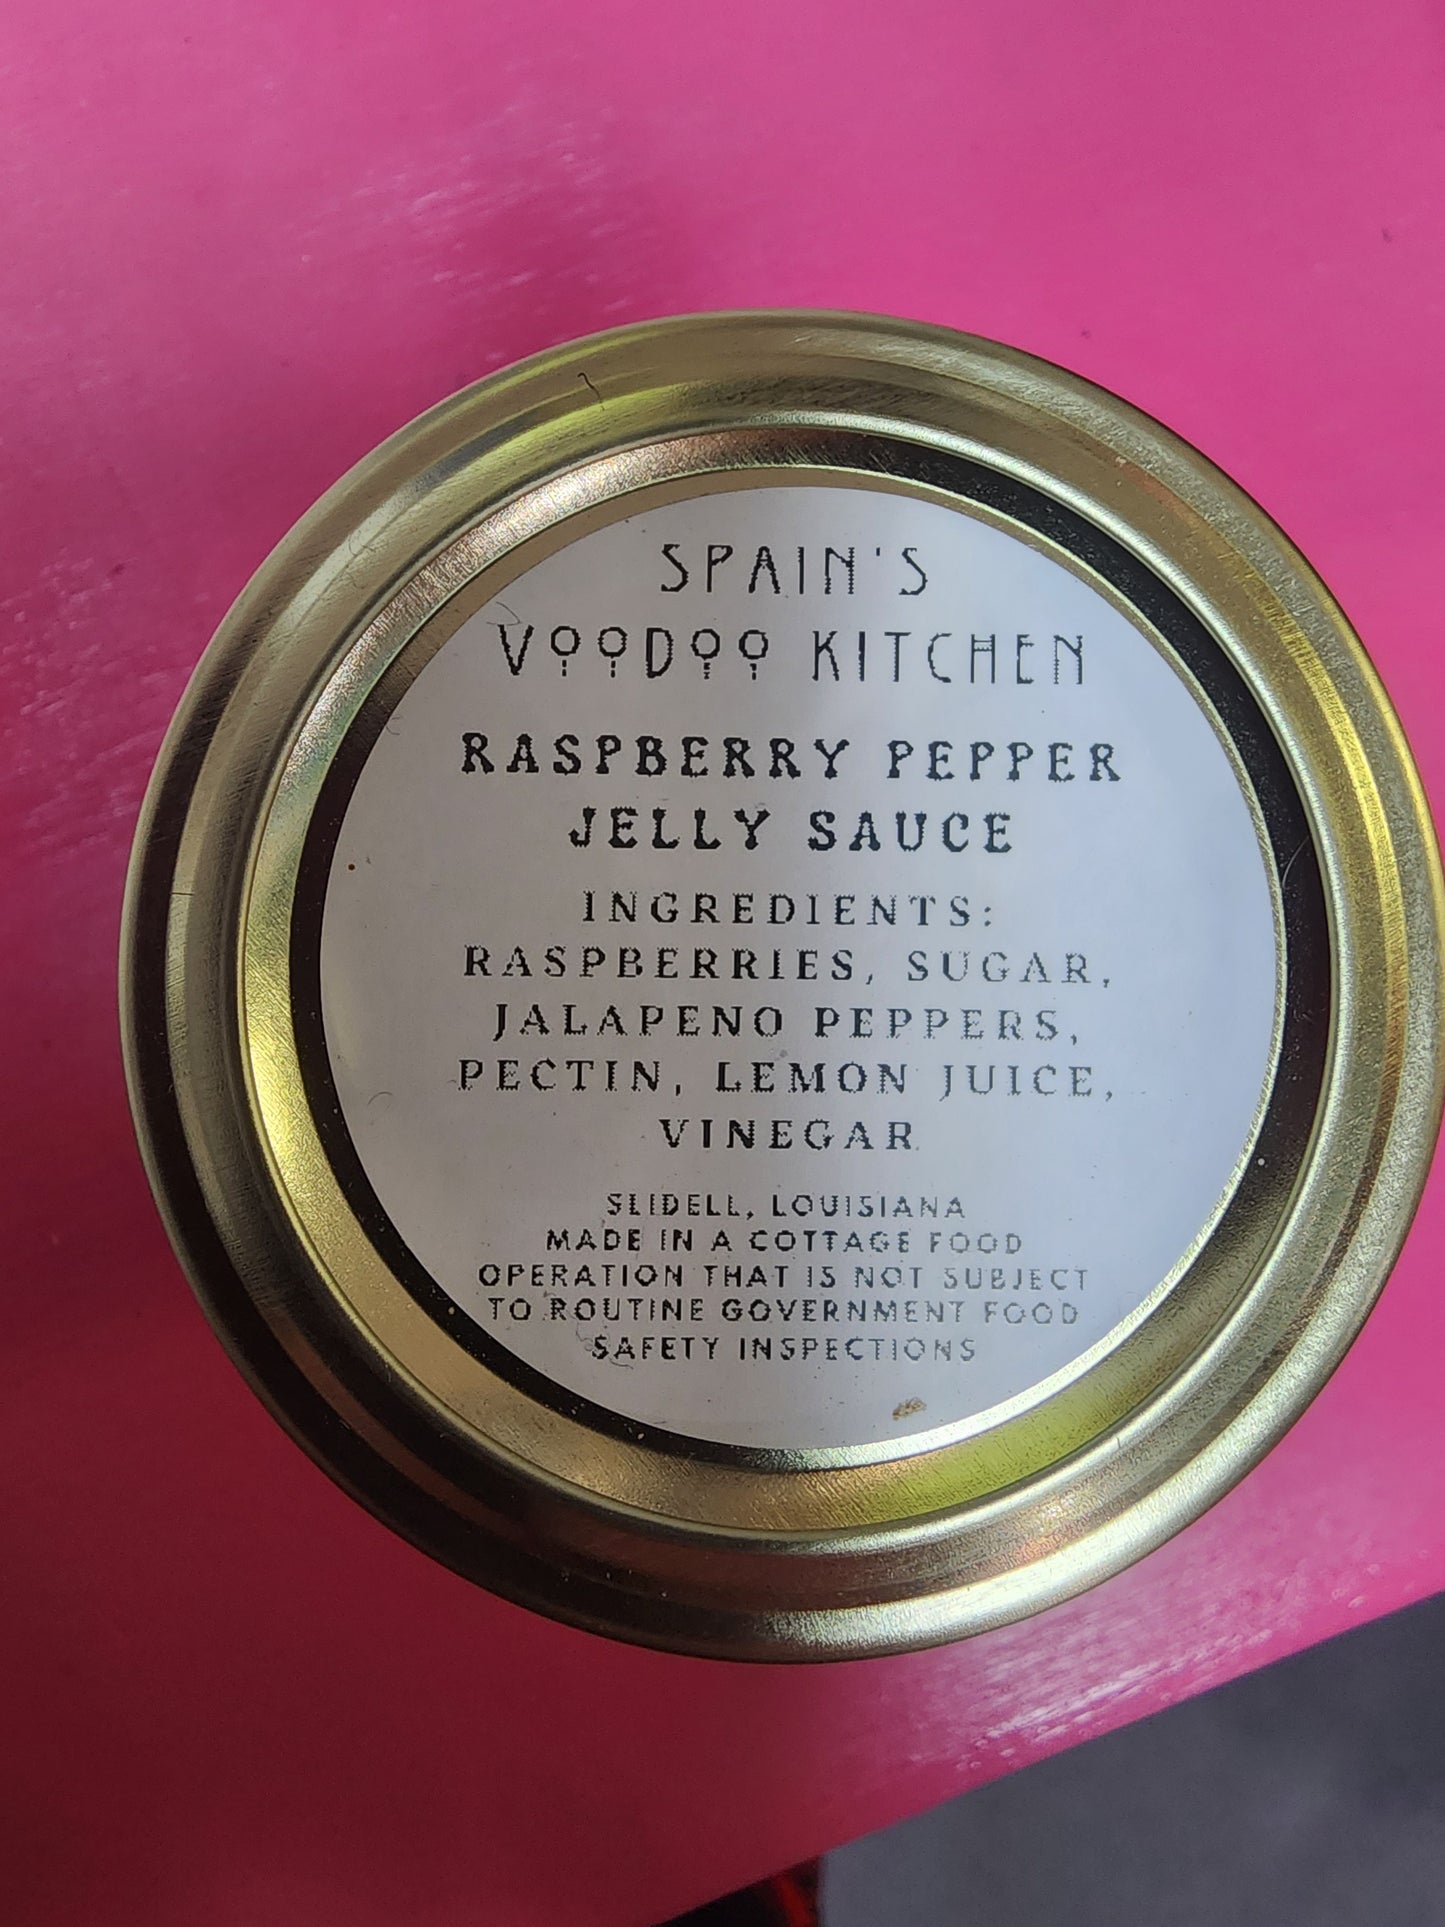 SPAIN'S
VOODOO KITCHEN
RASPBERRY PEPPER
JELLY SAUCE
INGREDIENTS:
RASPBERRIES, SUGAR,
JALAPENO PEPPERS,
PECTIN, LEMON JUICE,
VINEGAR
SLIDELL, LOUISIANA
MADE IN A COTTAGE FOOD
OPERATION THAT IS NOT SUBJECT
TO ROUTINE GOVERNMENT FOOD
SAFETY INSPECTIONS